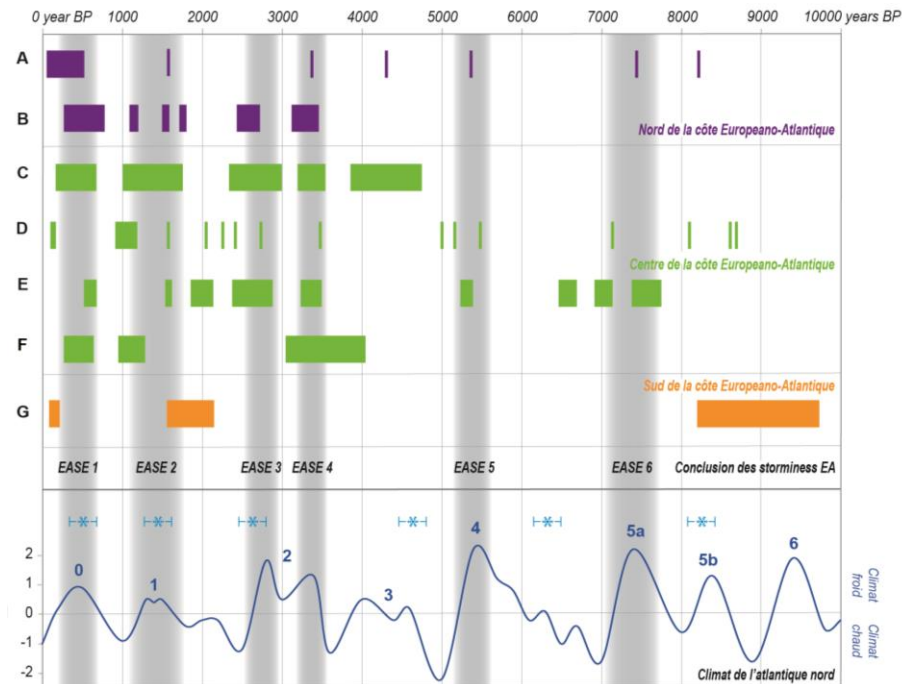 0 year BP 1000 2000 3000 4000 5000 6000 7000 8000 9000 10000 years BP
A
B
Nord de la côte Europeano-Atlantique
C
D
Centre de la côte Europeano-Atlantique
E
F
Sud de la côte Europeano-Atlantique
G
EASE 1 EASE 2 EASE 3 EASE 4 EASE 5 EASE 6 Conclusion des storminess EA
4
5a
2
6
2
5b
1
0
1
3
Climat froid
0
-1
Climat chaud
-2
Climat de l'atlantique nord